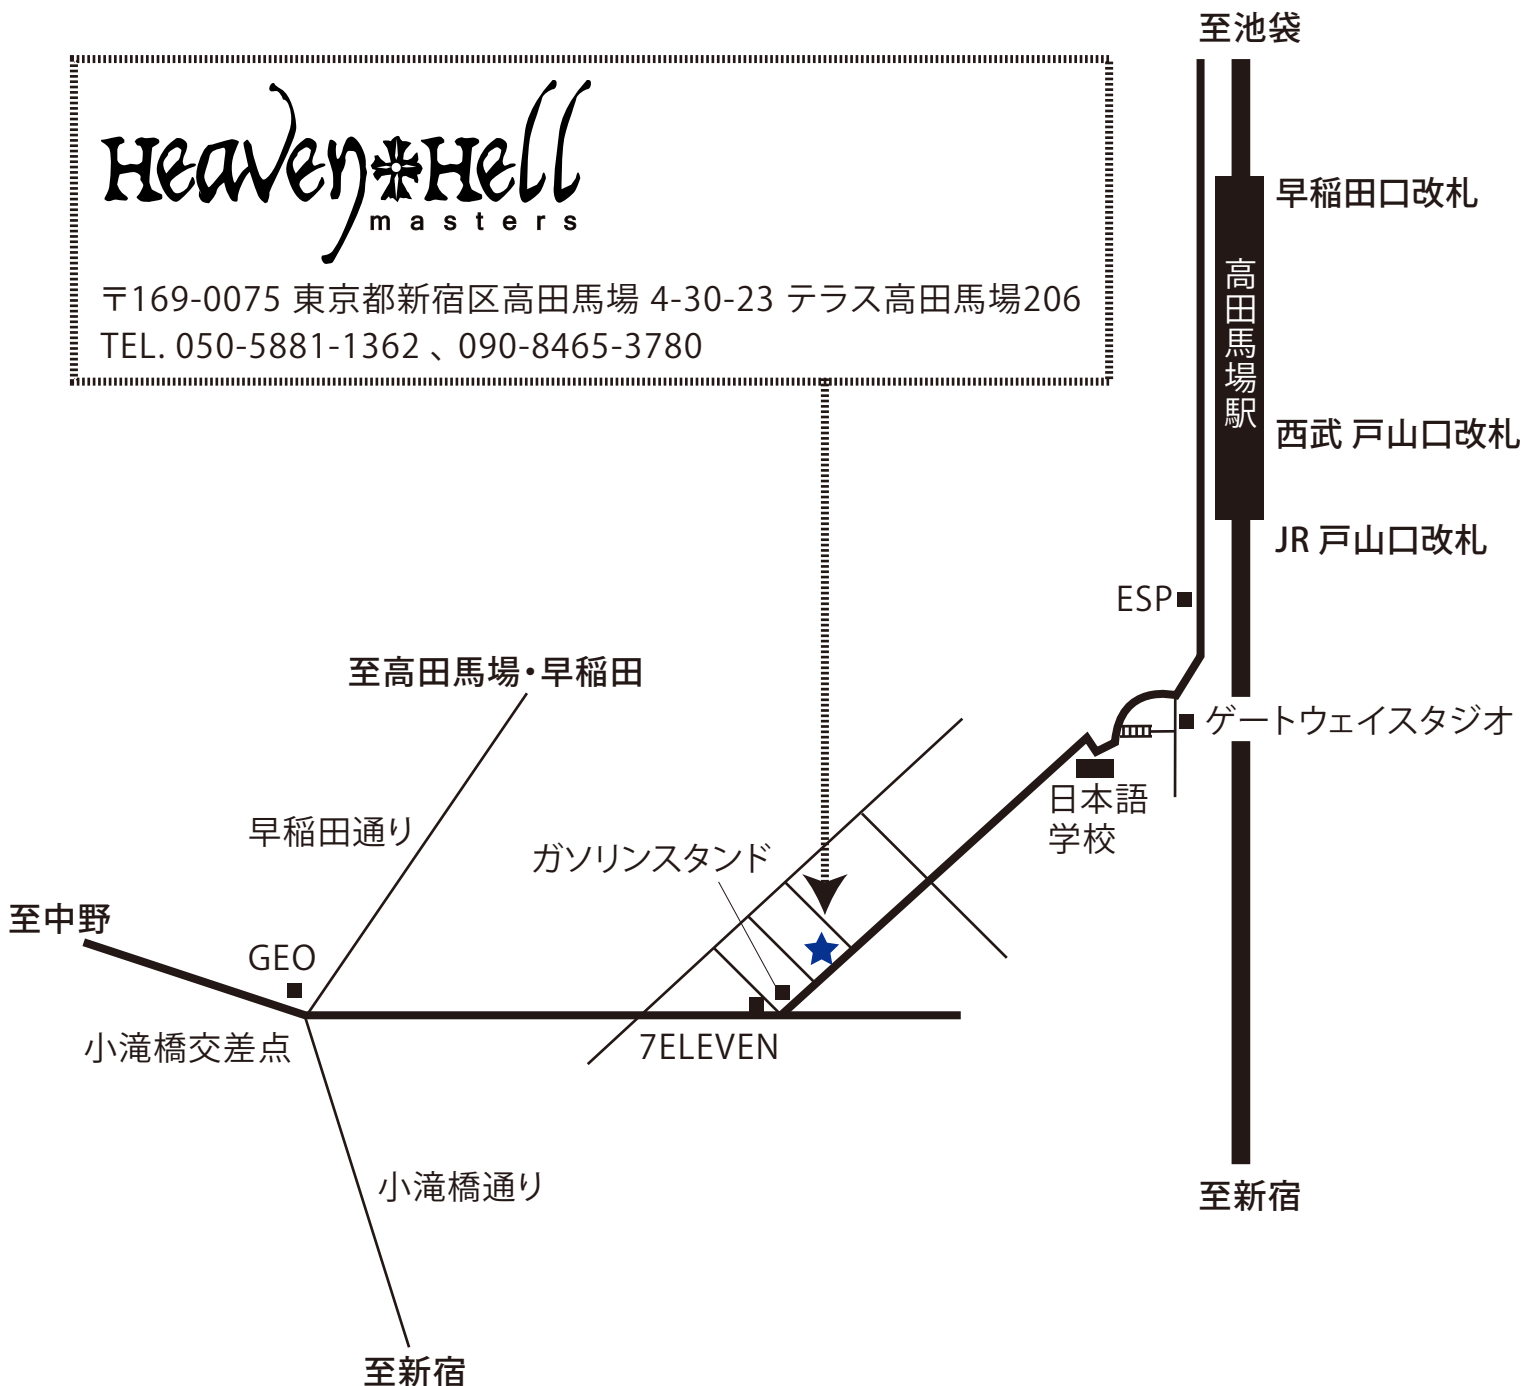 至池袋
Heaven Hell
masters
〒169-0075 東京都新宿区高田馬場 4-30-23 テラス高田馬場206
TEL. 050-5881-1362 、 090-8465-3780
早稲田口改札
高田馬場駅
西武 戸山口改札
JR 戸山口改札
ESP
至高田馬場・早稲田
ゲートウェイスタジオ
日本語
学校
早稲田通り
ガソリンスタンド
至中野
GEO
小滝橋交差点
7ELEVEN
小滝橋通り
至新宿
至新宿